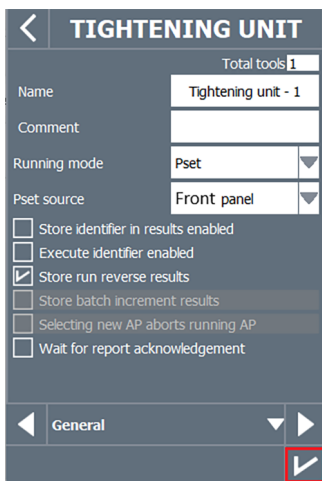 TIGHTENING UNIT
Total tools 1
Name Tightening unit - 1
Comment
Running mode Pset
Pset source Front panel
Store identifier in results enabled
Execute identifier enabled
Store run reverse results
Store batch increment results
Selecting new AP aborts running AP
Wait for report acknowledgement
General